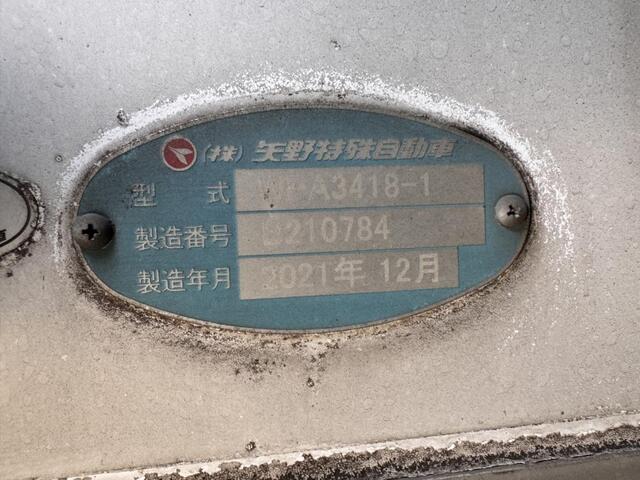 (株) 矢野特殊自動車
型 式 A3418-1
製造番号 210784
製造年月 2021年 12月